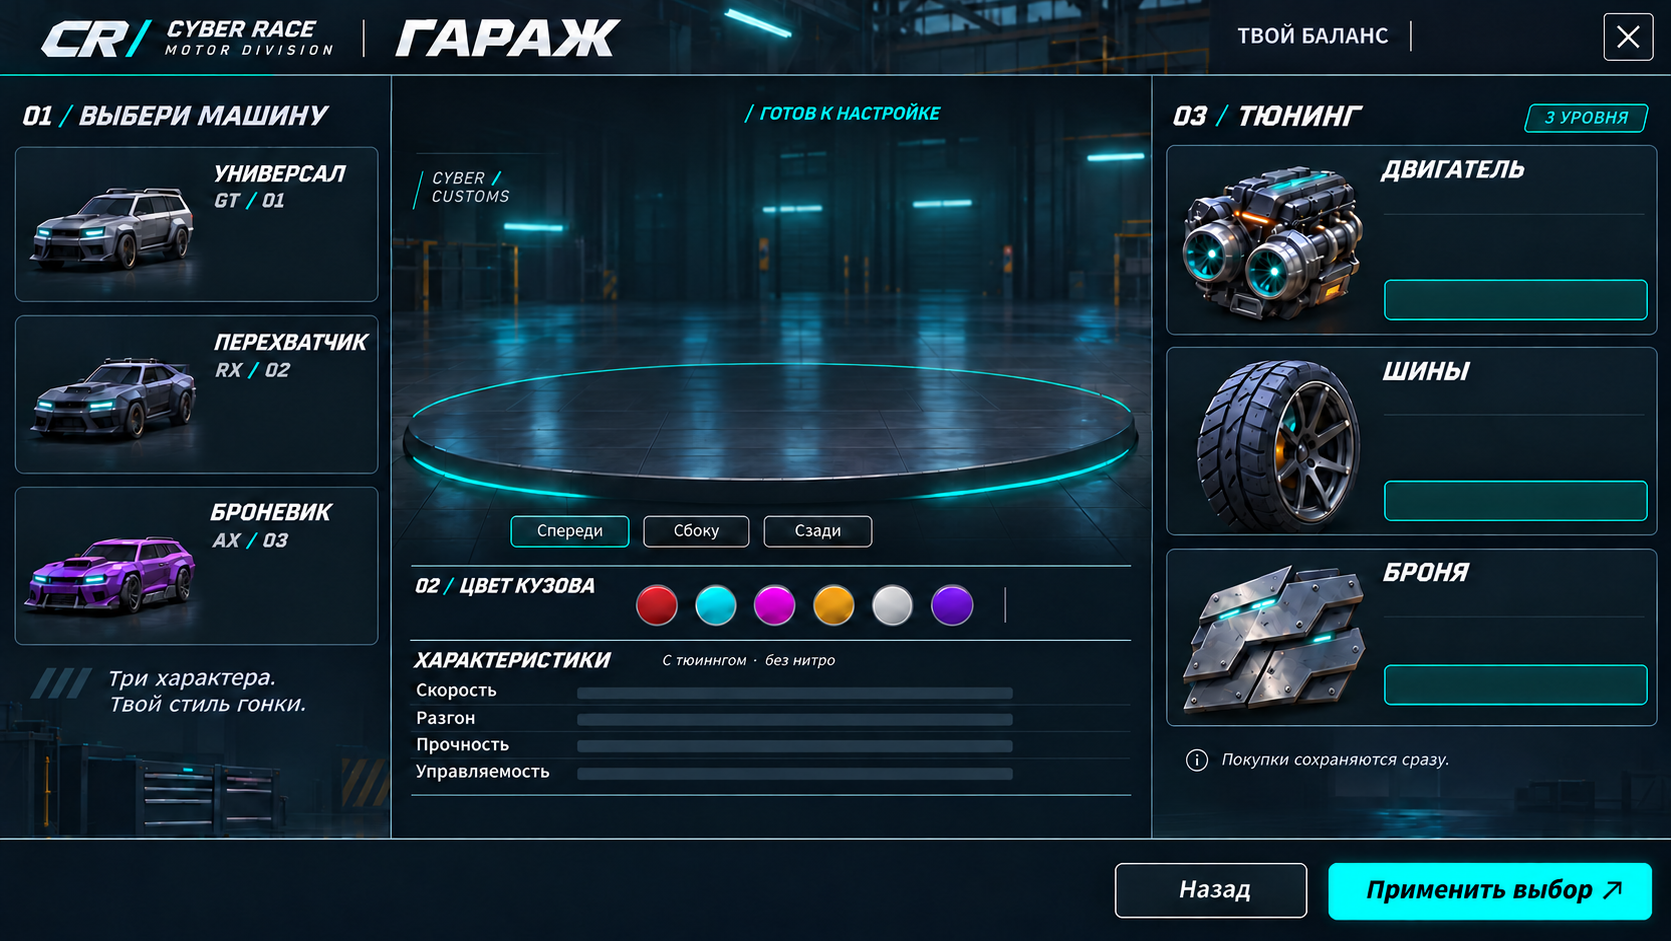 CR/ CYBER RACE
MOTOR DIVISION
ГАРАЖ
ТВОЙ БАЛАНС
01 / ВЫБЕРИ МАШИНУ
УНИВЕРСАЛ
GT / 01
ПЕРЕХВАТЧИК
RX / 02
БРОНЕВИК
AX / 03
Три характера.
Твой стиль гонки.
/ ГОТОВ К НАСТРОЙКЕ
CYBER /
CUSTOMS
Спереди
Сбоку
Сзади
02 / ЦВЕТ КУЗОВА
ХАРАКТЕРИСТИКИ
С тюиннгом · без нитро
Скорость
Разгон
Прочность
Управляемость
03 / ТЮНИНГ
3 УРОВНЯ
ДВИГАТЕЛЬ
ШИНЫ
БРОНЯ
Покупки сохраняются сразу.
Назад
Применить выбор